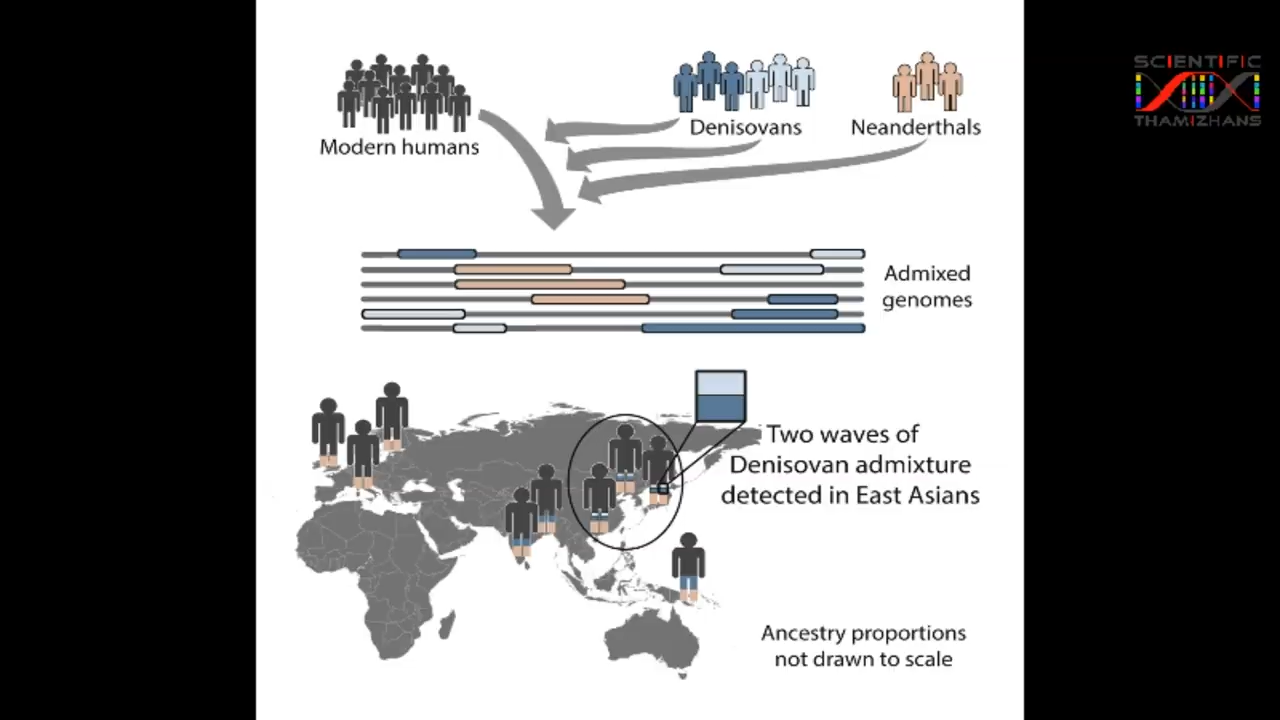 SCIENTIFIC
THAMIZHANS
Modern humans
Denisovans
Neanderthals
Admixed
genomes
Two waves of
Denisovan admixture
detected in East Asians
Ancestry proportions
not drawn to scale